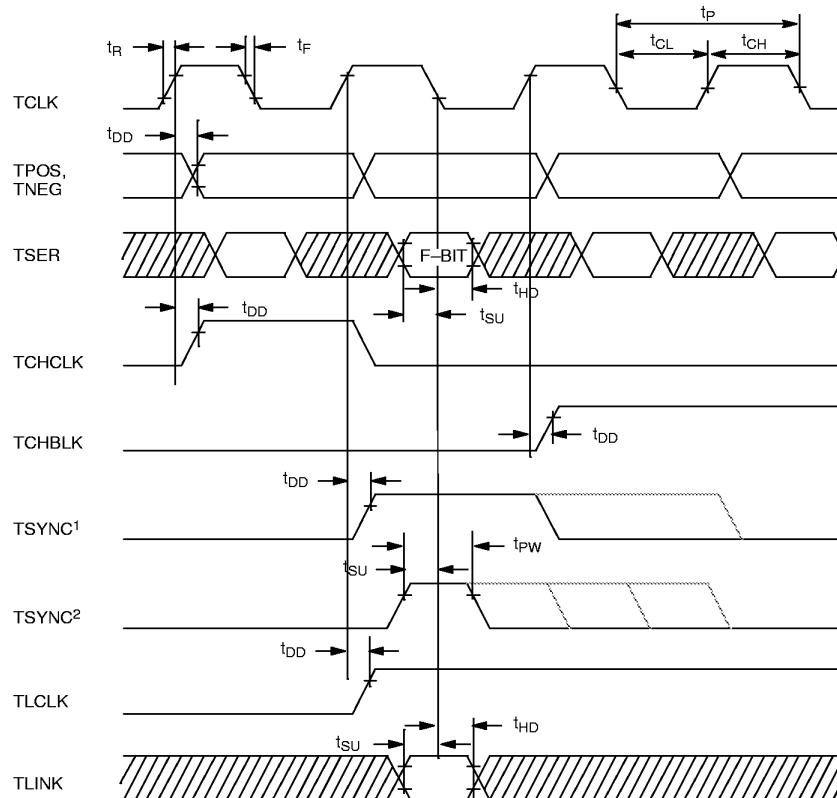 tP
tR tF tCL tCH
TCLK
tDD
TPOS,
TNEG
TSER F–BIT
tHD
tSU
tDD
TCHCLK
TCHBLK
tDD
tDD
TSYNC1
tPW
tSU
TSYNC2
tDD
TLCLK
tHD
tSU
TLINK